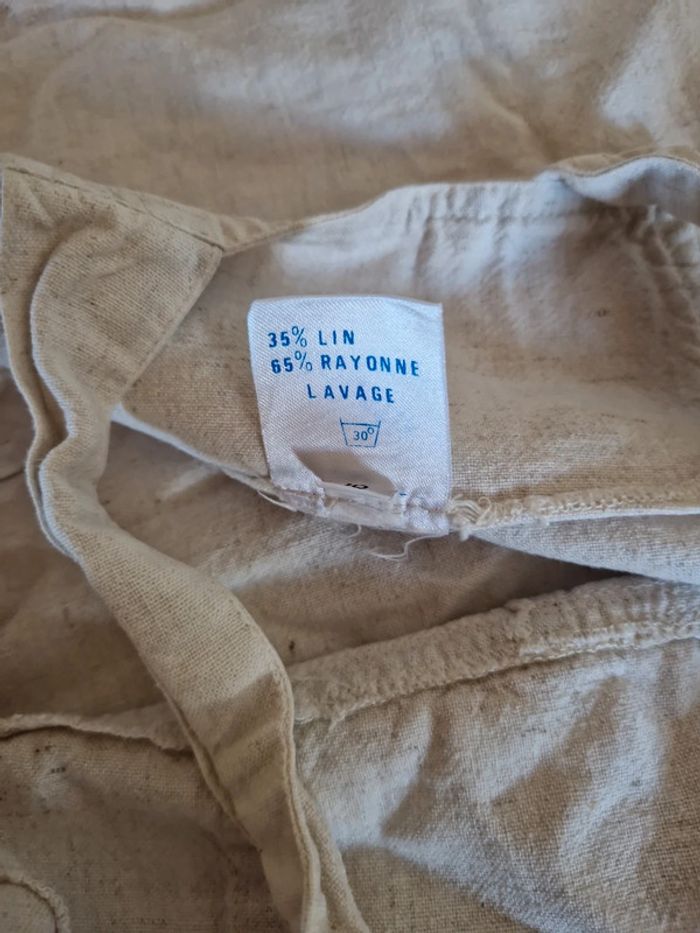 35% LIN
65% RAYONNE
LAVAGE
30°